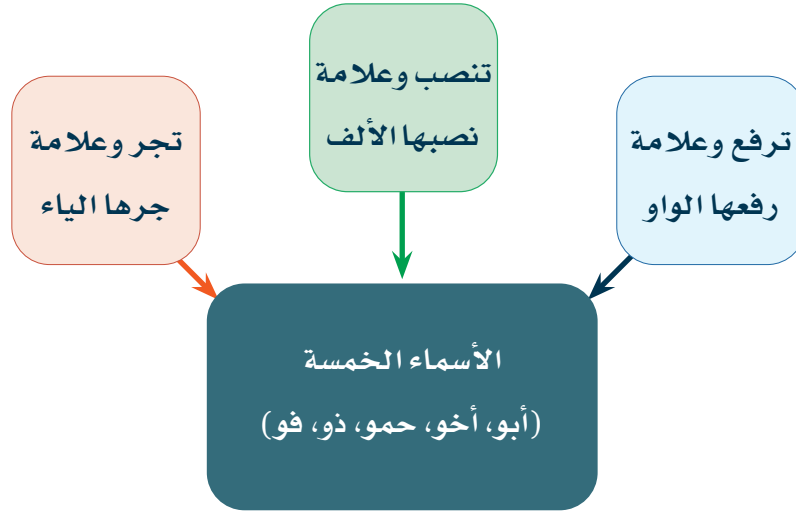 ترفع وعلامة
رفعها الواو
تنصب وعلامة
نصبها الألف
تجر وعلامة
جرها الياء
الأسماء الخمسة
(أبو، أخو، حمو، ذو، فو)